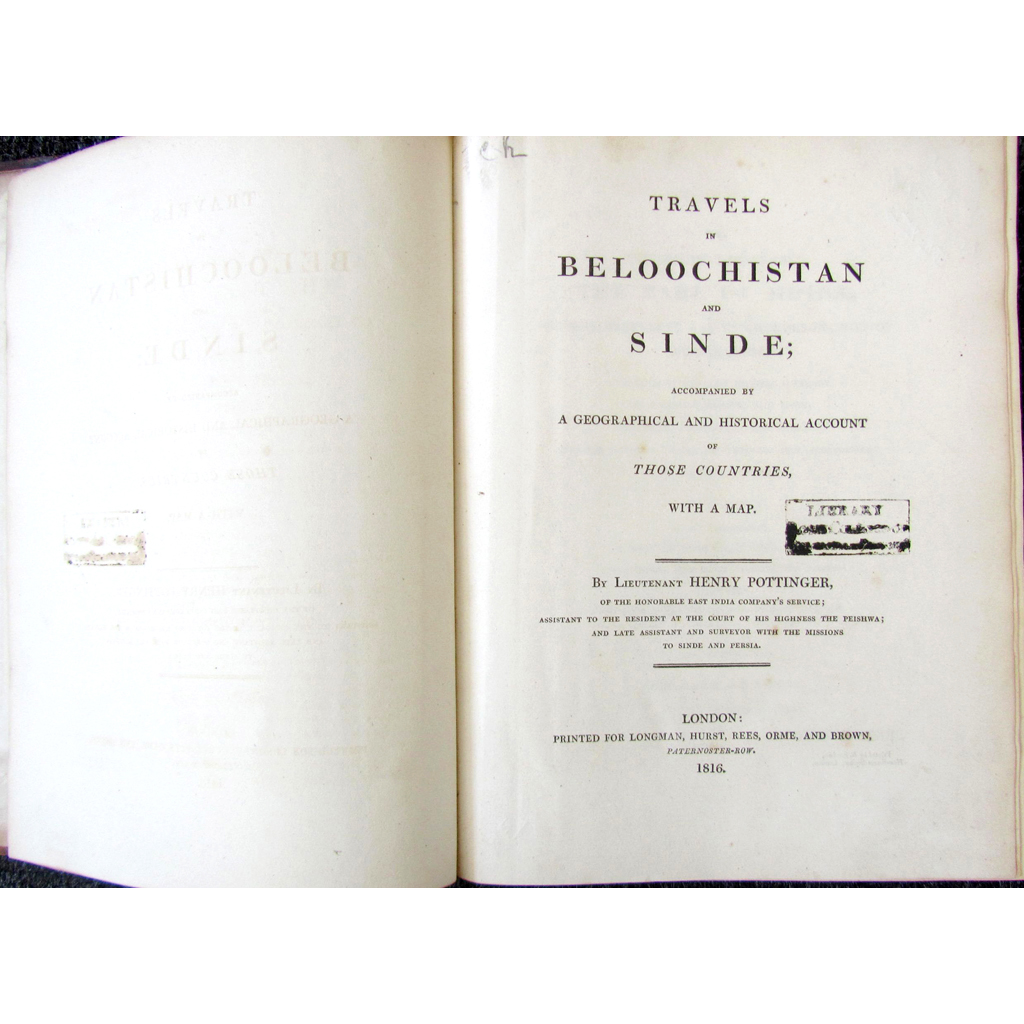 TRAVELS
IN
BELOOCHISTAN
AND
SINDE;
ACCOMPANIED BY
A GEOGRAPHICAL AND HISTORICAL ACCOUNT
OF
THOSE COUNTRIES,
WITH A MAP.
LIBRARY
By Lieutenant HENRY POTTINGER,
OF THE HONORABLE EAST INDIA COMPANY'S SERVICE;
ASSISTANT TO THE RESIDENT AT THE COURT OF HIS HIGHNESS THE PEISHWA;
AND LATE ASSISTANT AND SURVEYOR WITH THE MISSIONS
TO SINDE AND PERSIA.
LONDON:
PRINTED FOR LONGMAN, HURST, REES, ORME, AND BROWN,
PATERNOSTER-ROW.
1816.